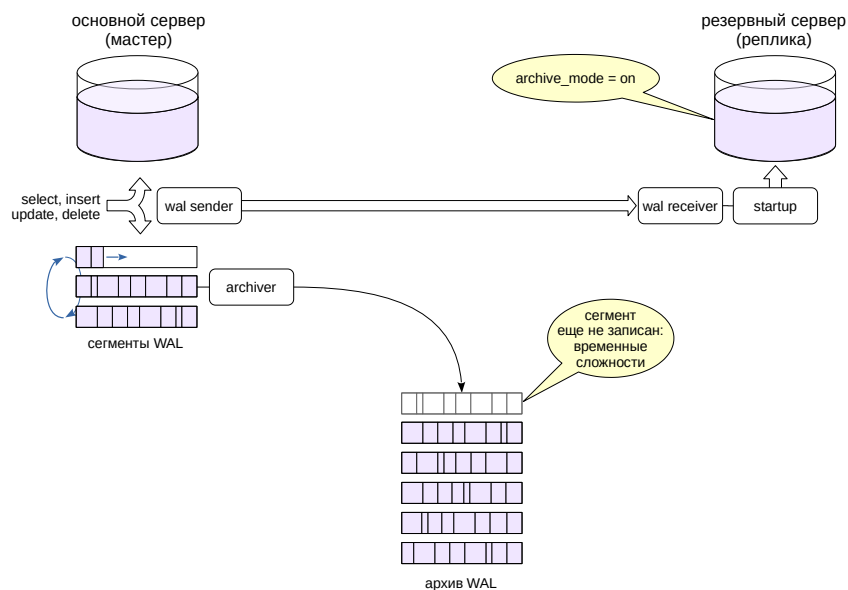 основной сервер
(мастер)
резервный сервер
(реплика)
archive_mode = on
select, insert
update, delete
wal sender
wal receiver
startup
archiver
сегменты WAL
сегмент
еще не записан:
временные
сложности
архив WAL